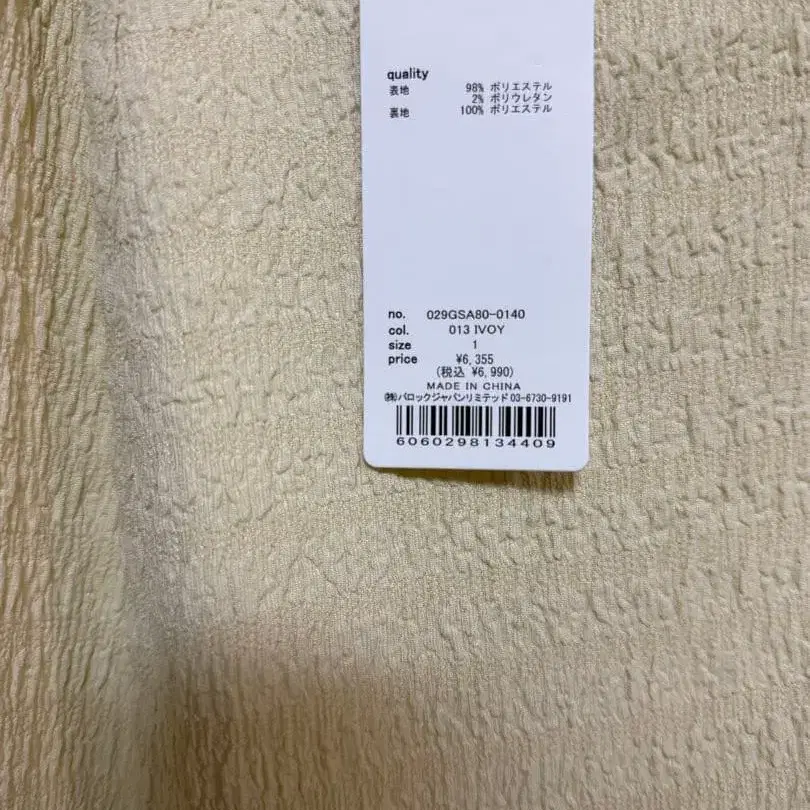 quality
表地 98% ポリエステル
2% ポリウレタン
裏地 100% ポリエステル
no. 029GSA80-0140
col. 013 IVOY
size 1
price ¥6,355
(税込 ¥6,990)
MADE IN CHINA
㈱バロックジャパンリミテッド 03-6730-9191
6060298134409